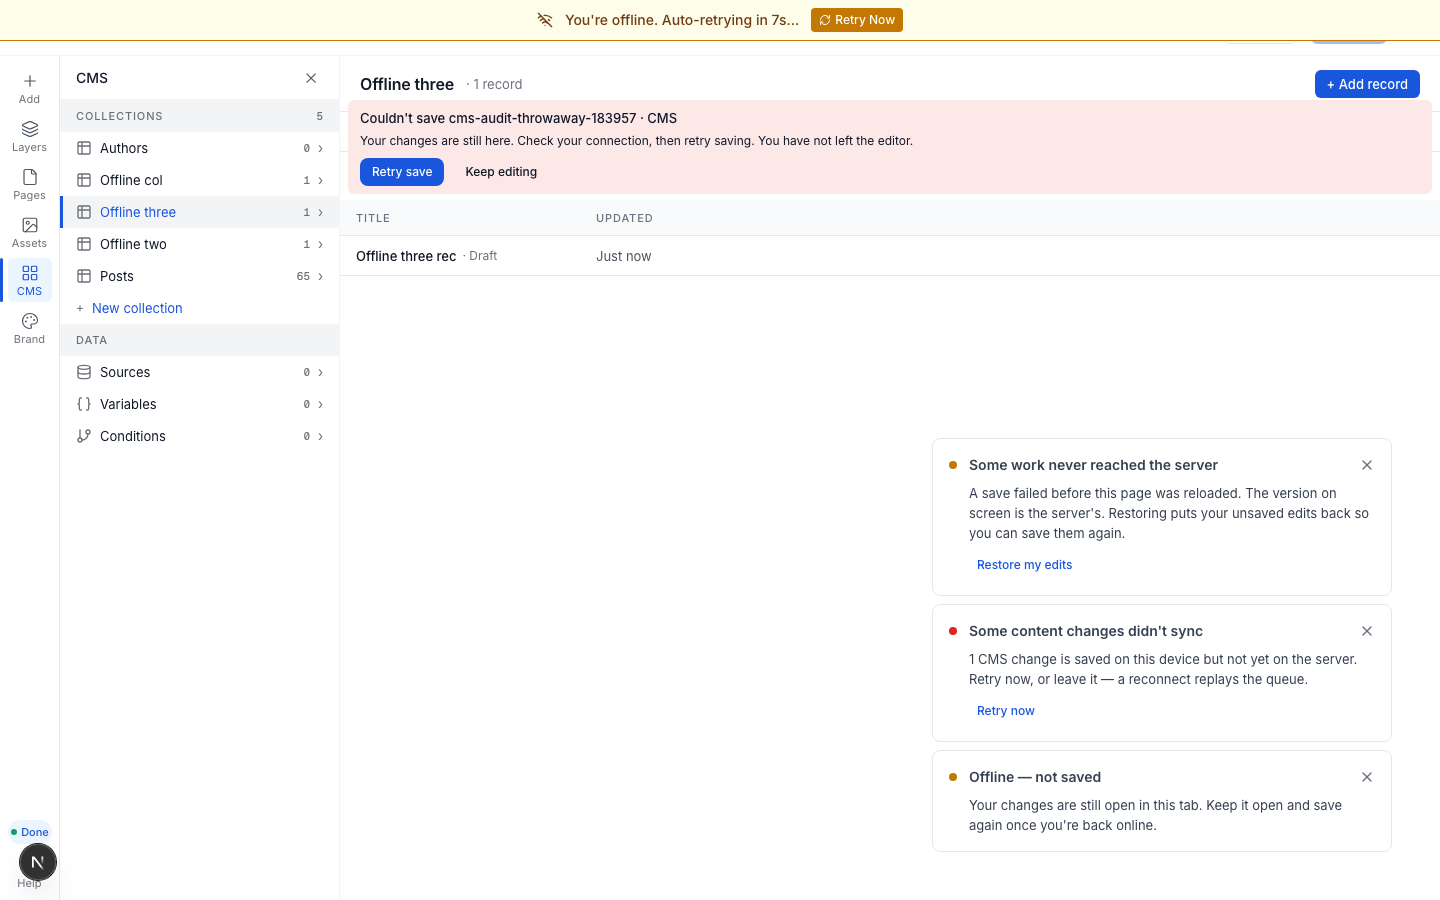 You're offline. Auto-retrying in 7s...
Retry Now
Add
Layers
Pages
Assets
CMS
Brand
Done
N
Help
CMS
COLLECTIONS 5
Authors 0
Offline col 1
Offline three 1
Offline two 1
Posts 65
+ New collection
DATA
Sources 0
Variables 0
Conditions 0
Offline three · 1 record
+ Add record
Couldn't save cms-audit-throwaway-183957 · CMS
Your changes are still here. Check your connection, then retry saving. You have not left the editor.
Retry save Keep editing
TITLE UPDATED
Offline three rec · Draft Just now
Some work never reached the server
A save failed before this page was reloaded. The version on
screen is the server's. Restoring puts your unsaved edits back so
you can save them again.
Restore my edits
Some content changes didn't sync
1 CMS change is saved on this device but not yet on the server.
Retry now, or leave it — a reconnect replays the queue.
Retry now
Offline — not saved
Your changes are still open in this tab. Keep it open and save
again once you're back online.